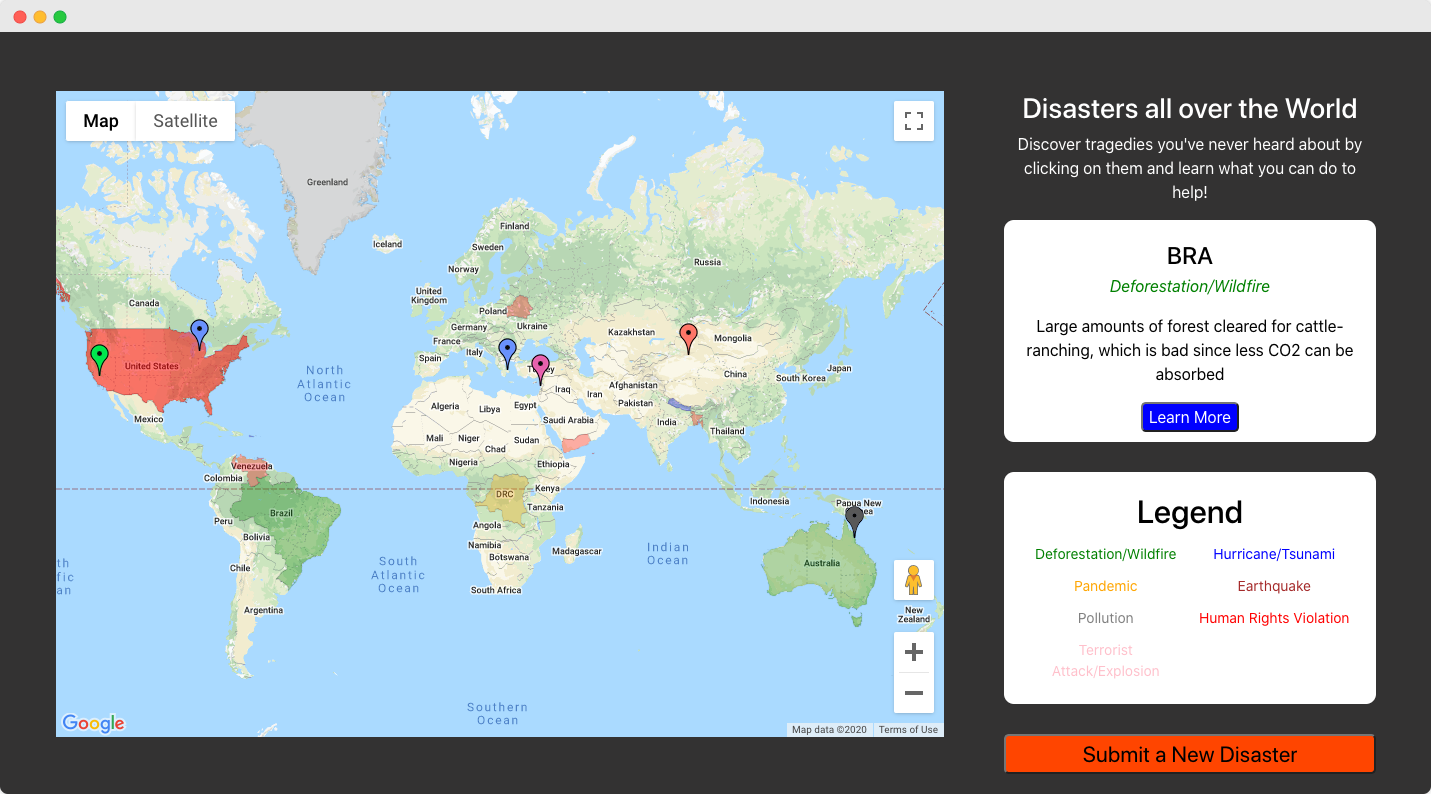 Map
Satellite
Greenland
Iceland
Finland
Sweden
Norway
Russia
United
Kingdom
Canada
Poland
Germany
Ukraine
France
Kazakhstan
Mongolia
Italy
Spain
United States
North
Atlantic
Ocean
China
Japan
South Korea
Iraq
Iran
Afghanistan
Pakistan
Algeria
Libya
Egypt
Saudi Arabia
India
Thailand
Mexico
Mali
Niger
Chad
Sudan
Nigeria
Ethiopia
Venezuela
Colombia
DRC
Kenya
Tanzania
Indonesia
Papua New
Brazil
Peru
Bolivia
Angola
Namibia
Botswana
Madagascar
Indian
Ocean
South
Atlantic
Ocean
Australia
Chile
South Africa
Argentina
New
Zealand
Southern
Ocean
Google
Map data ©2020
Terms of Use
Disasters all over the World
Discover tragedies you've never heard about by
clicking on them and learn what you can do to
help!
BRA
Deforestation/Wildfire
Large amounts of forest cleared for cattle-
ranching, which is bad since less CO2 can be
absorbed
Learn More
Legend
Deforestation/Wildfire
Hurricane/Tsunami
Pandemic
Earthquake
Pollution
Human Rights Violation
Terrorist
Attack/Explosion
Submit a New Disaster